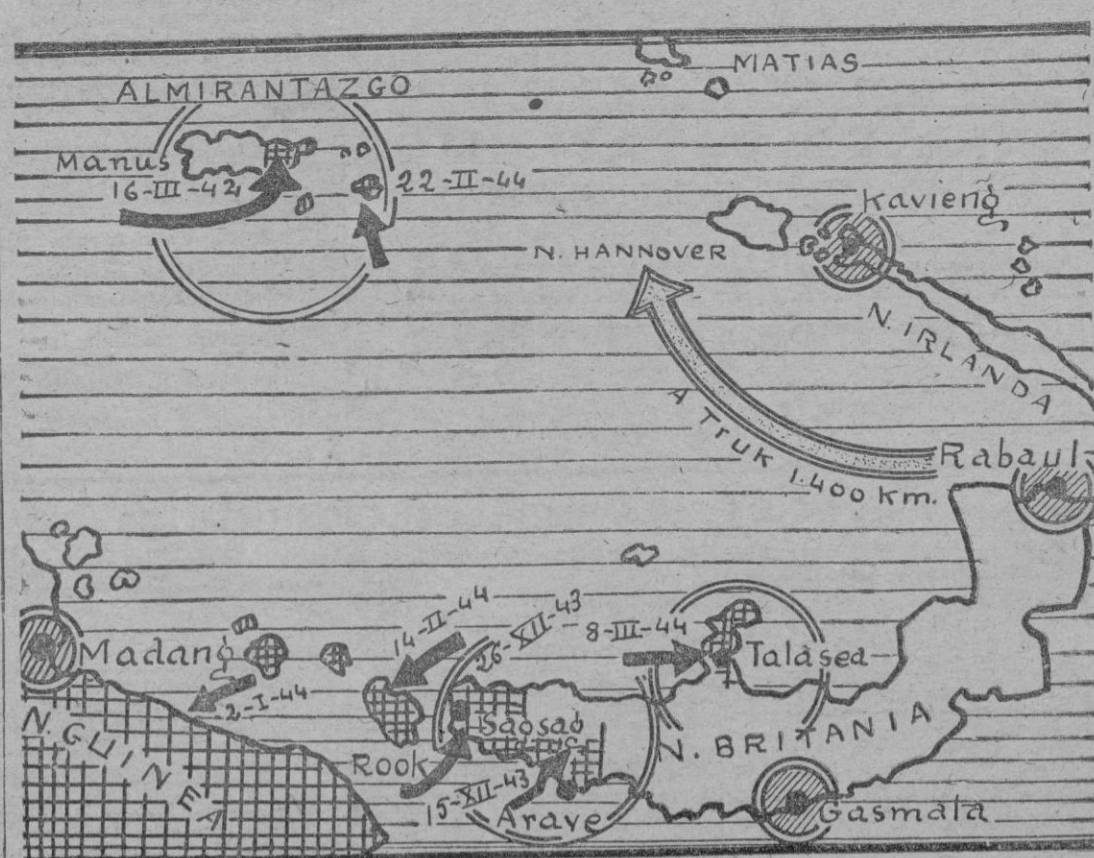 MATIAS
ALMIRANTAZGO
Manus
16-III-42
22-II-44
Kavieng
N. HANNOVER
N. IRLANDA
A Truk 1.400 Km.
Rabaul
14-II-44
26-XII-43
8-III-44
Madang
Talasea
2-I-44
N. GUINEA
Saosao
N. BRITANIA
Rook
15-XII-43
Arave
Gasmata